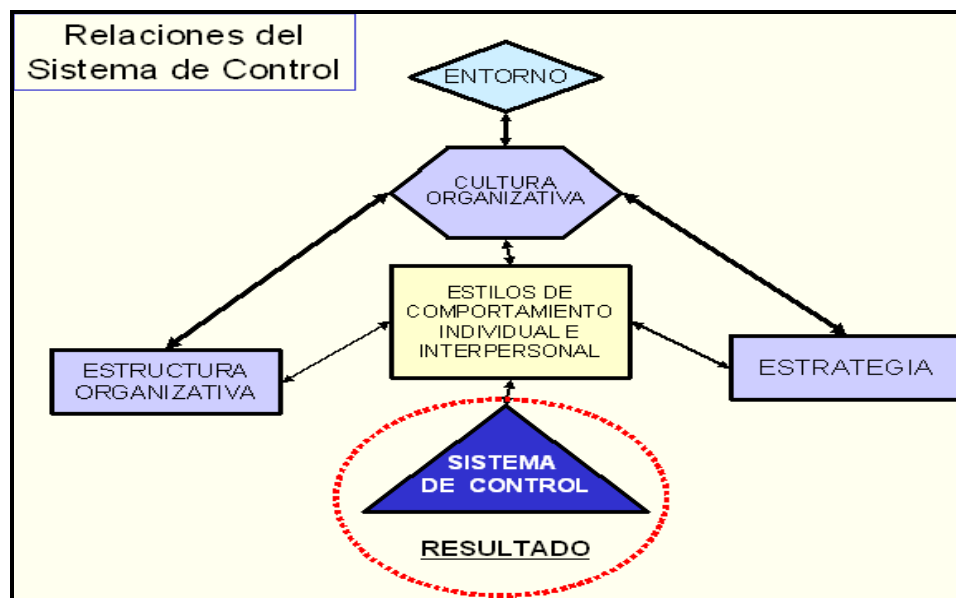 Relaciones del
Sistema de Control
ENTORNO
CULTURA
ORGANIZATIVA
ESTILOS DE
COMPORTAMIENTO
INDIVIDUAL E
INTERPERSONAL
ESTRUCTURA
ORGANIZATIVA
ESTRATEGIA
SISTEMA
DE CONTROL
RESULTADO